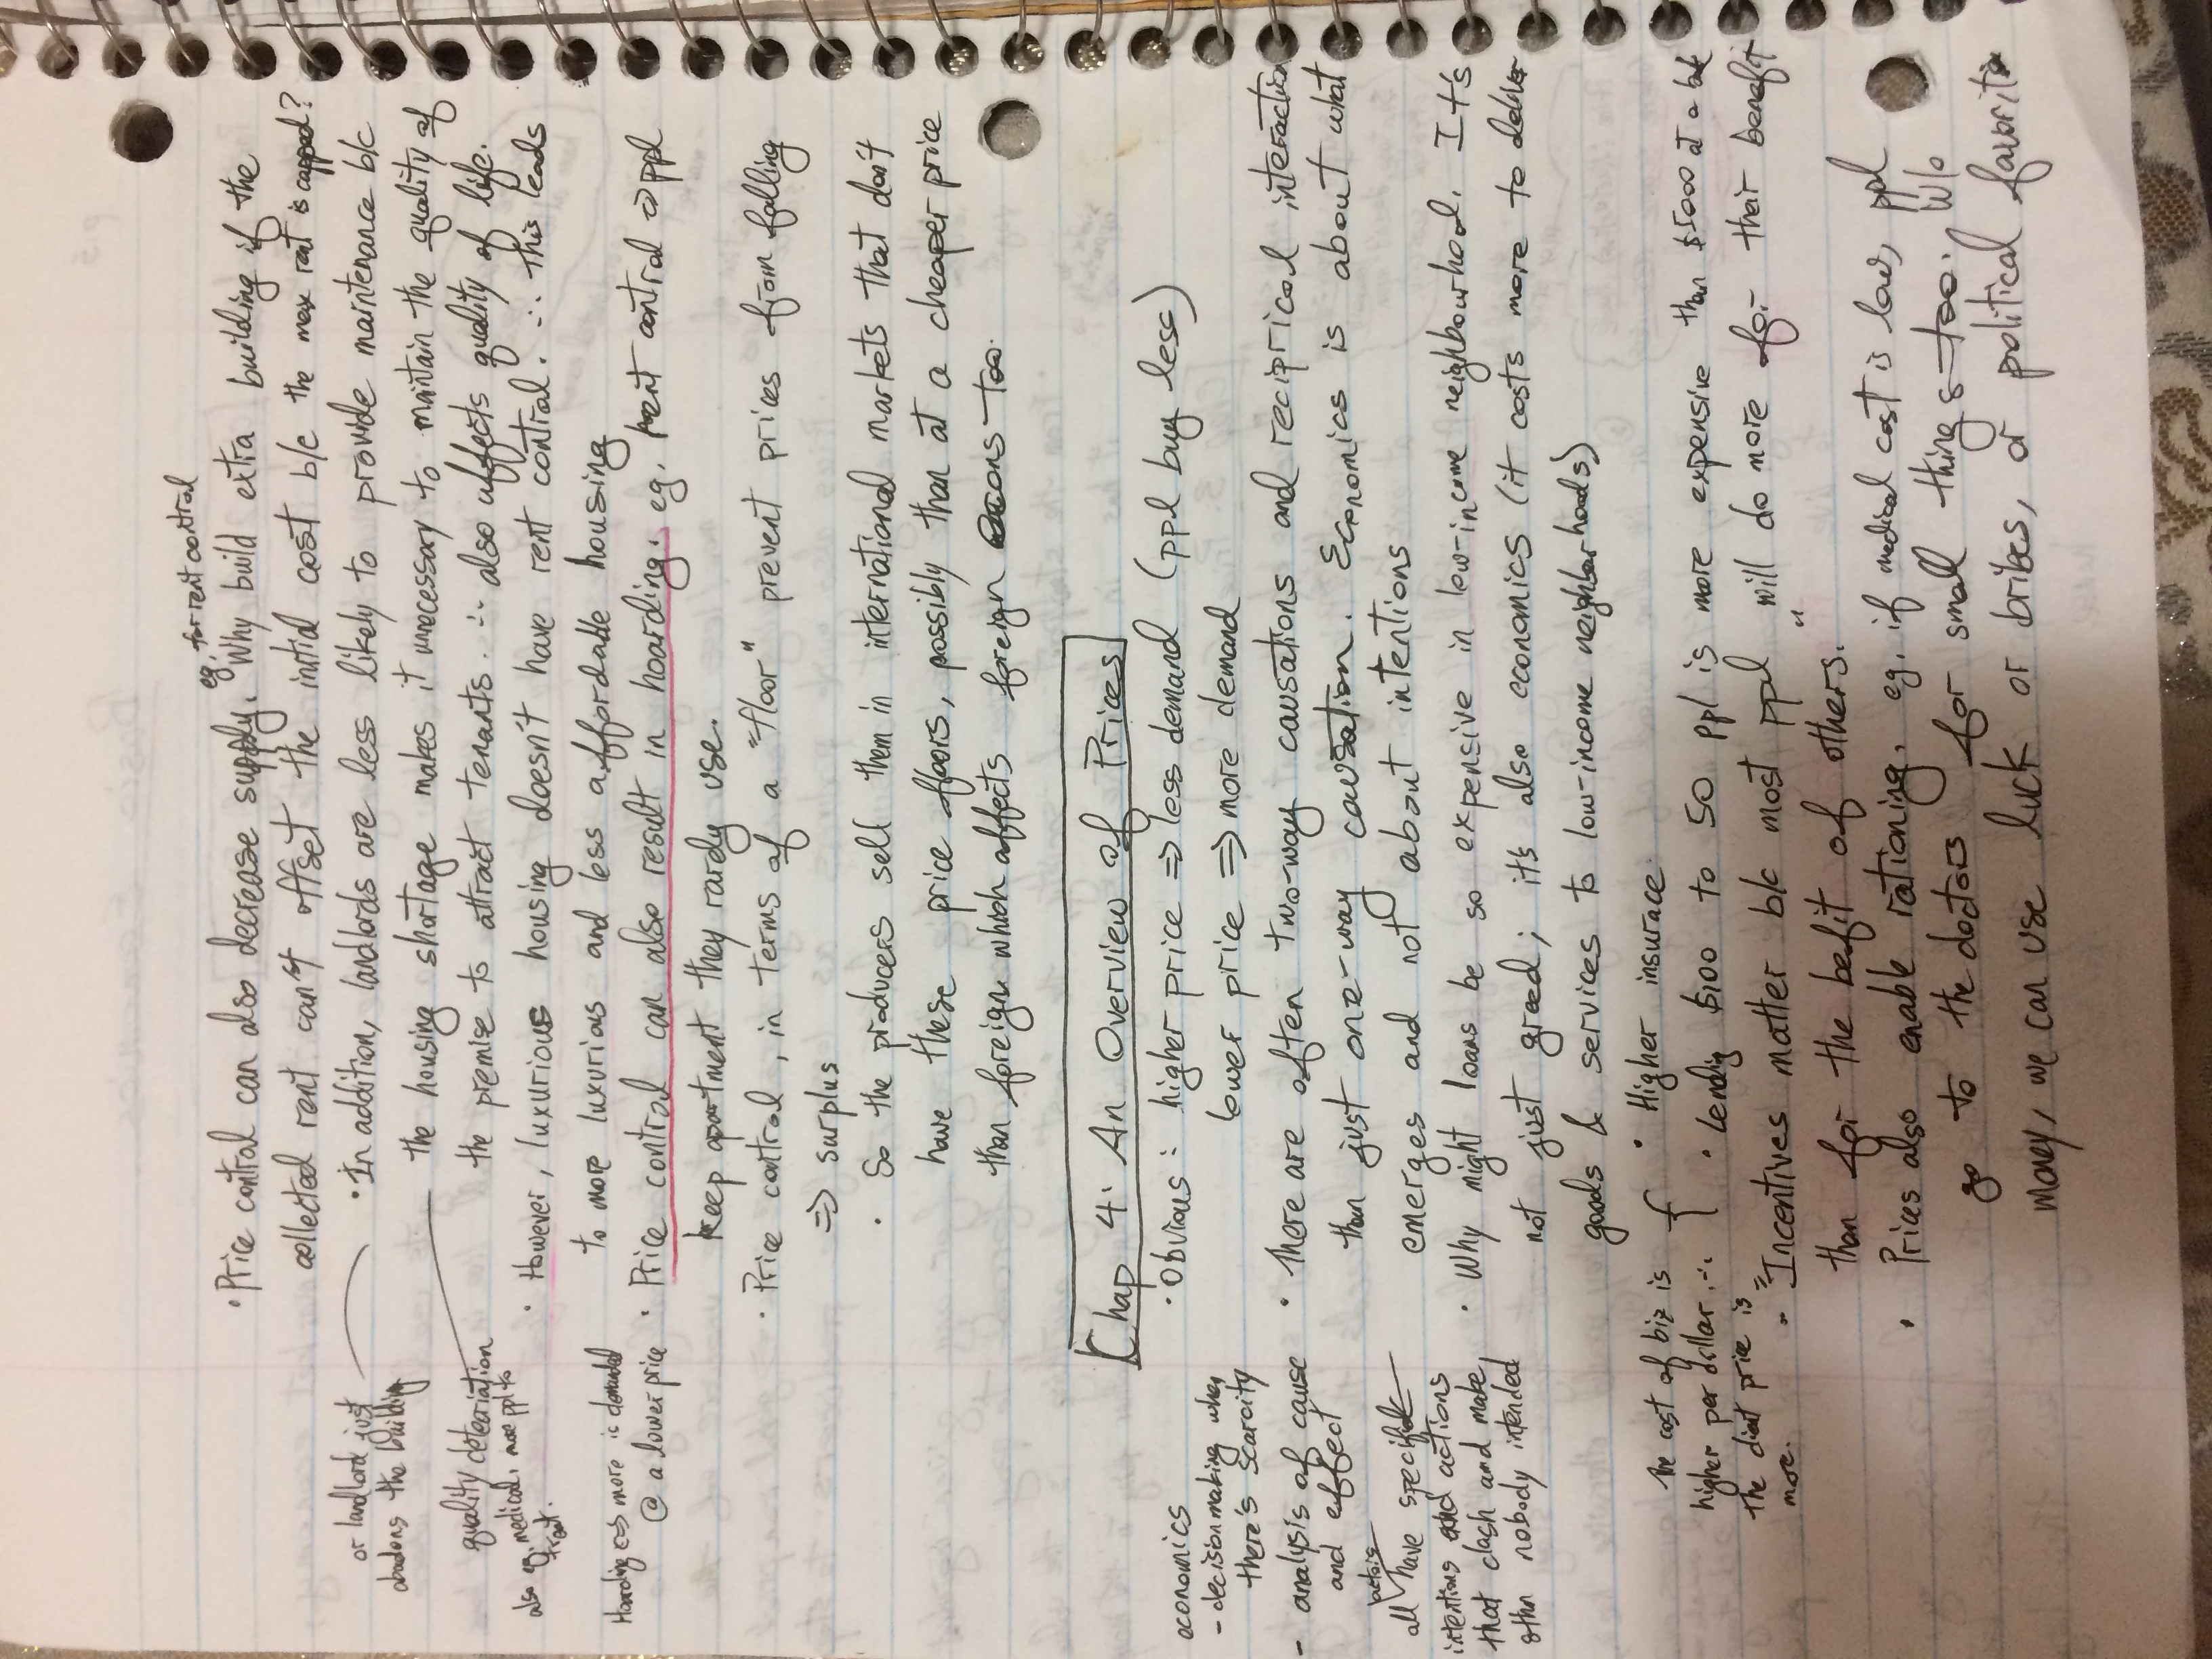 eg, for rent control
• Price control can also decrease supply. Why build extra building if the
collected rent can't offset the initial cost b/c the max rent is capped?
• In addition, landlords are less likely to provide maintenance b/c
the housing shortage makes it unecessary to maintain the quality of
the premise to attract tenants. ∴ also affects quality of life.
• However, luxurious housing doesn't have rent control. ∴ this leads
to more luxurious and less affordable housing
• Price control can also result in hoarding. eg, rent control => ppl
keep apartment they rarely use.
• Price control, in terms of a "floor" prevent prices from falling
=> surplus
• So the producers sell them in international markets that don't
have these price floors, possibly than at a cheaper price
than foreign which affects foreign econs too.
or landlord just
abandons the building
quality deterioration
also eg, medical, more ppl to
treat.
Hoarding <=> more is demanded
@ a lower price
Chap 4: An Overview of Prices
• Obvious: higher price => less demand (ppl buy less)
lower price => more demand
• There are often two-way causations and reciprical interaction
than just one-way causation. Economics is about what
emerges and not about intentions
• Why might loans be so expensive in low-income neighbourhood. It's
not just greed; it's also economics (it costs more to deliver
goods & services to low-income neighborhoods)
economics
- decision making when
there's scarcity
- analysis of cause
and effect
actors
all have specific
intentions and actions
that clash and make
sthn nobody intended
The cost of biz is {
higher per dollar ∴
the dient price is
more.
• Higher insurace.
• lending $100 to 50 ppl is more expensive than $5000 at a bank
• "Incentives matter b/c most ppl will do more for their benefit
than for the benefit of others."
• Prices also enable rationing, eg, if medical cost is low, ppl
go to the doctors for small things too. W/o
money, we can use luck or bribes, or political favorites